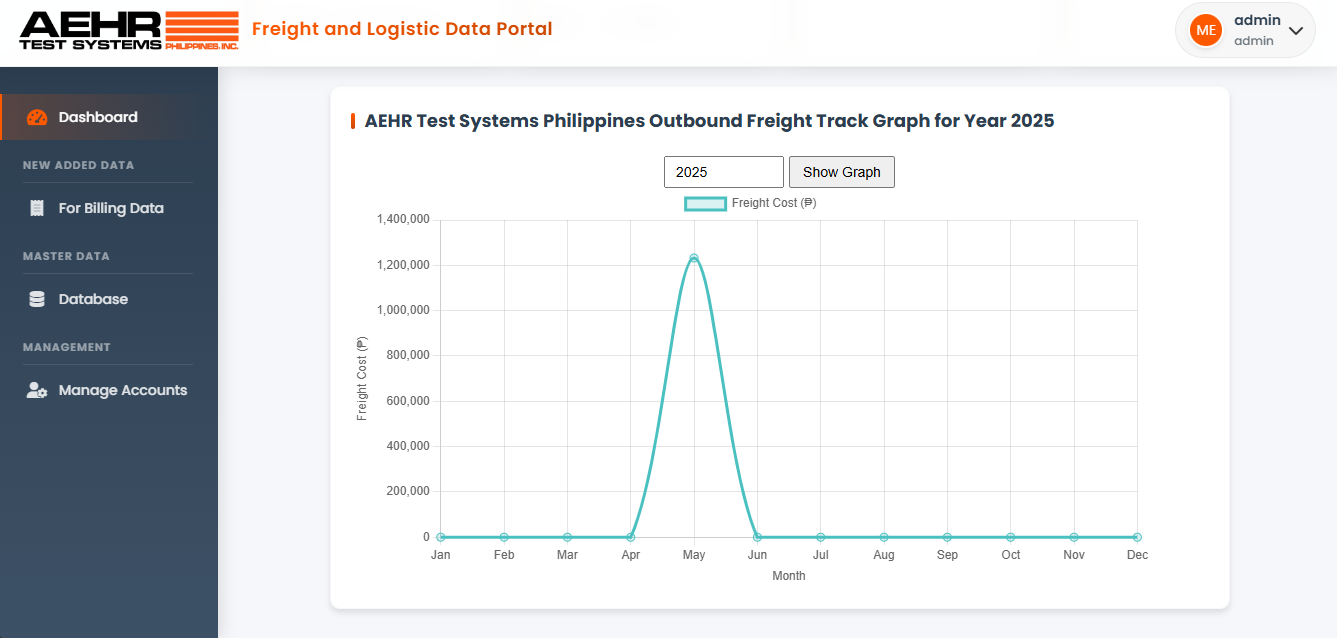 AEHR
TEST SYSTEMS PHILIPPINES, INC.
Freight and Logistic Data Portal
ME
admin
admin
Dashboard
NEW ADDED DATA
For Billing Data
MASTER DATA
Database
MANAGEMENT
Manage Accounts
AEHR Test Systems Philippines Outbound Freight Track Graph for Year 2025
2025 Show Graph
Freight Cost (₱)
1,400,000
1,200,000
1,000,000
800,000
600,000
400,000
200,000
0
Freight Cost (₱)
Jan Feb Mar Apr May Jun Jul Aug Sep Oct Nov Dec
Month